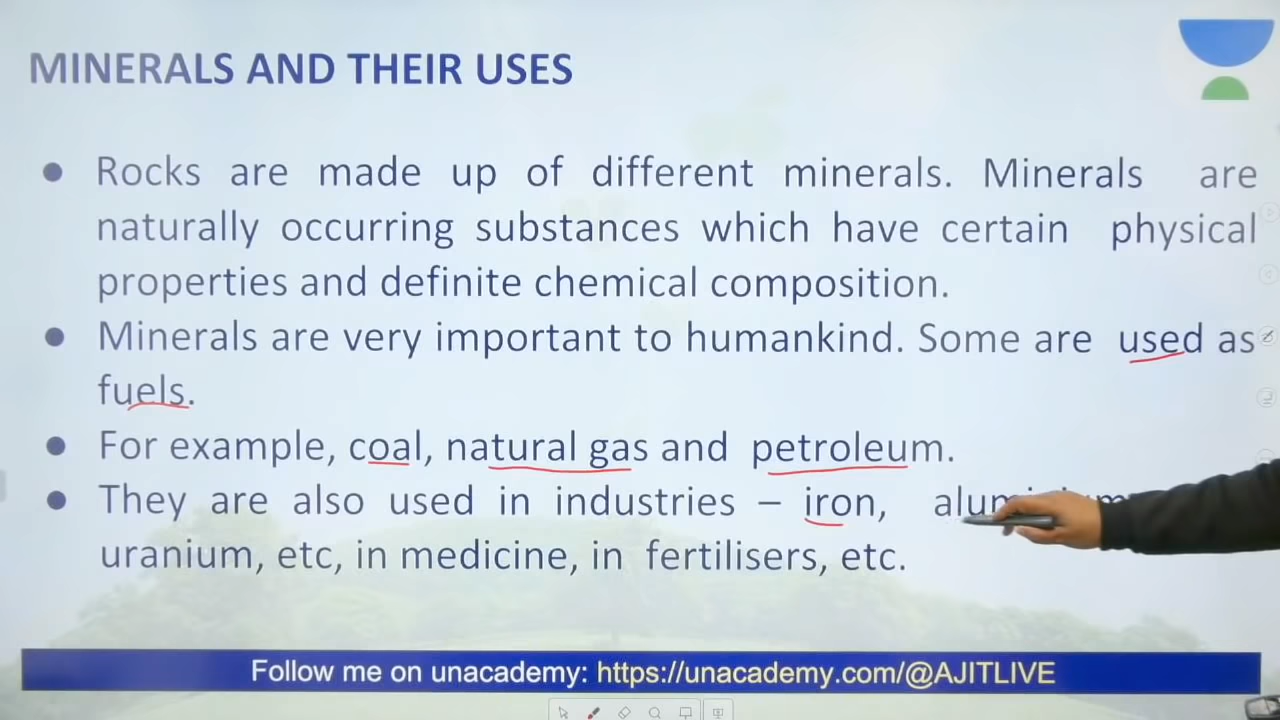 MINERALS AND THEIR USES
• Rocks are made up of different minerals. Minerals are
naturally occurring substances which have certain physical
properties and definite chemical composition.
• Minerals are very important to humankind. Some are used as
fuels.
• For example, coal, natural gas and petroleum.
• They are also used in industries – iron,
uranium, etc, in medicine, in fertilisers, etc.
Follow me on unacademy: https://unacademy.com/@AJITLIVE